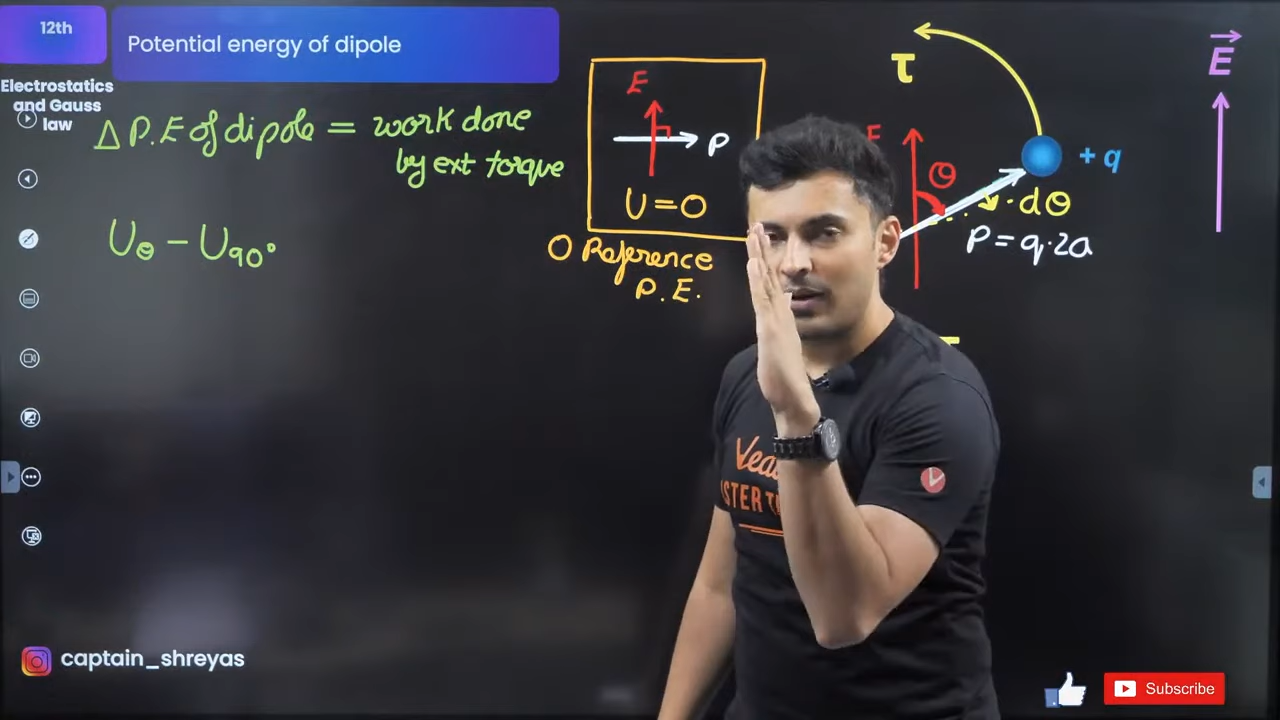 12th
Potential energy of dipole
Electrostatics
and Gauss
law
Δ P.E of dipole = work done
by ext torque
Uθ − U90°
E
P
U = 0
0 Reference
P. E.
τ
E
θ
+ q
dθ
P = q·2a
E
captain_shreyas
Subscribe